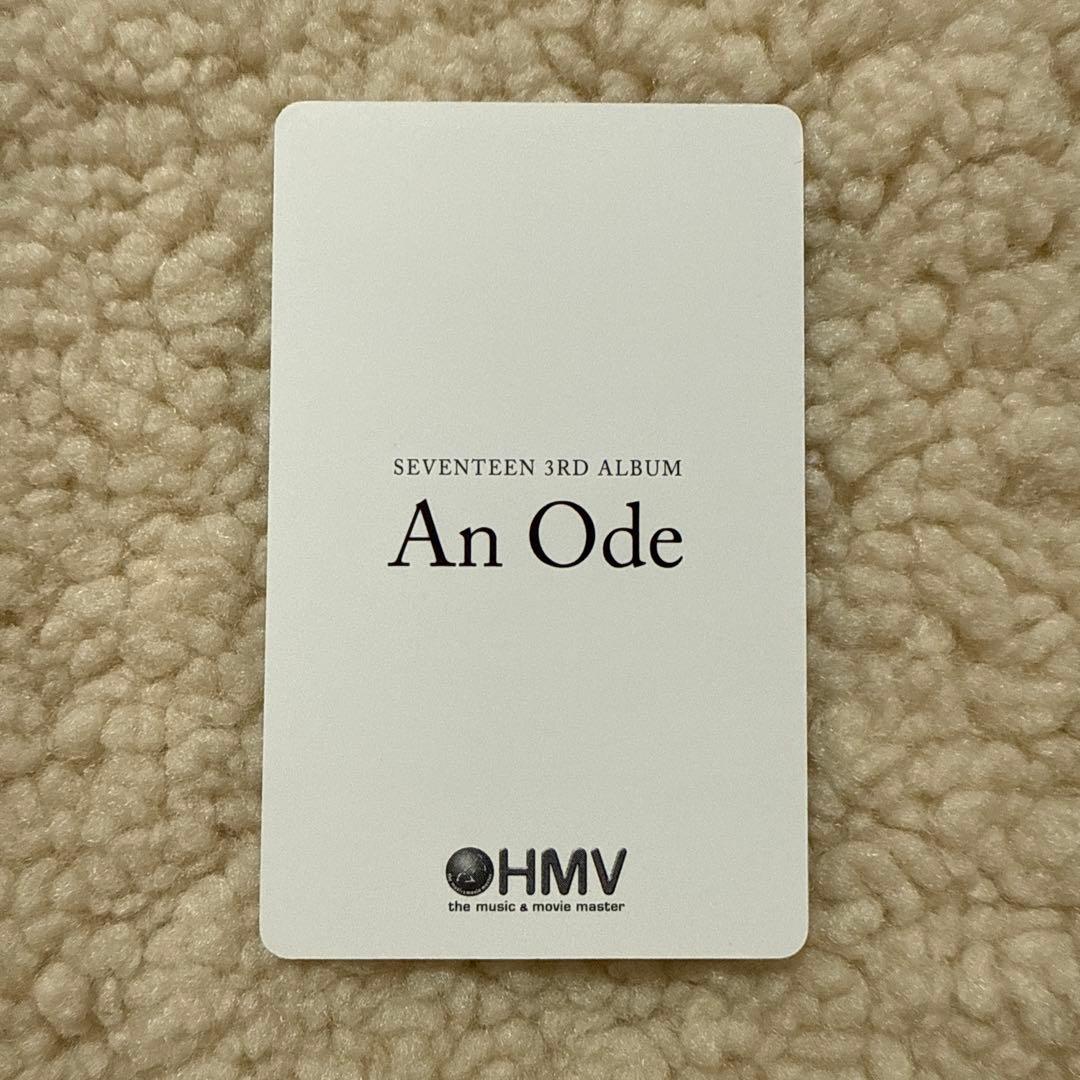 SEVENTEEN 3RD ALBUM
An Ode
HMV
the music & movie master